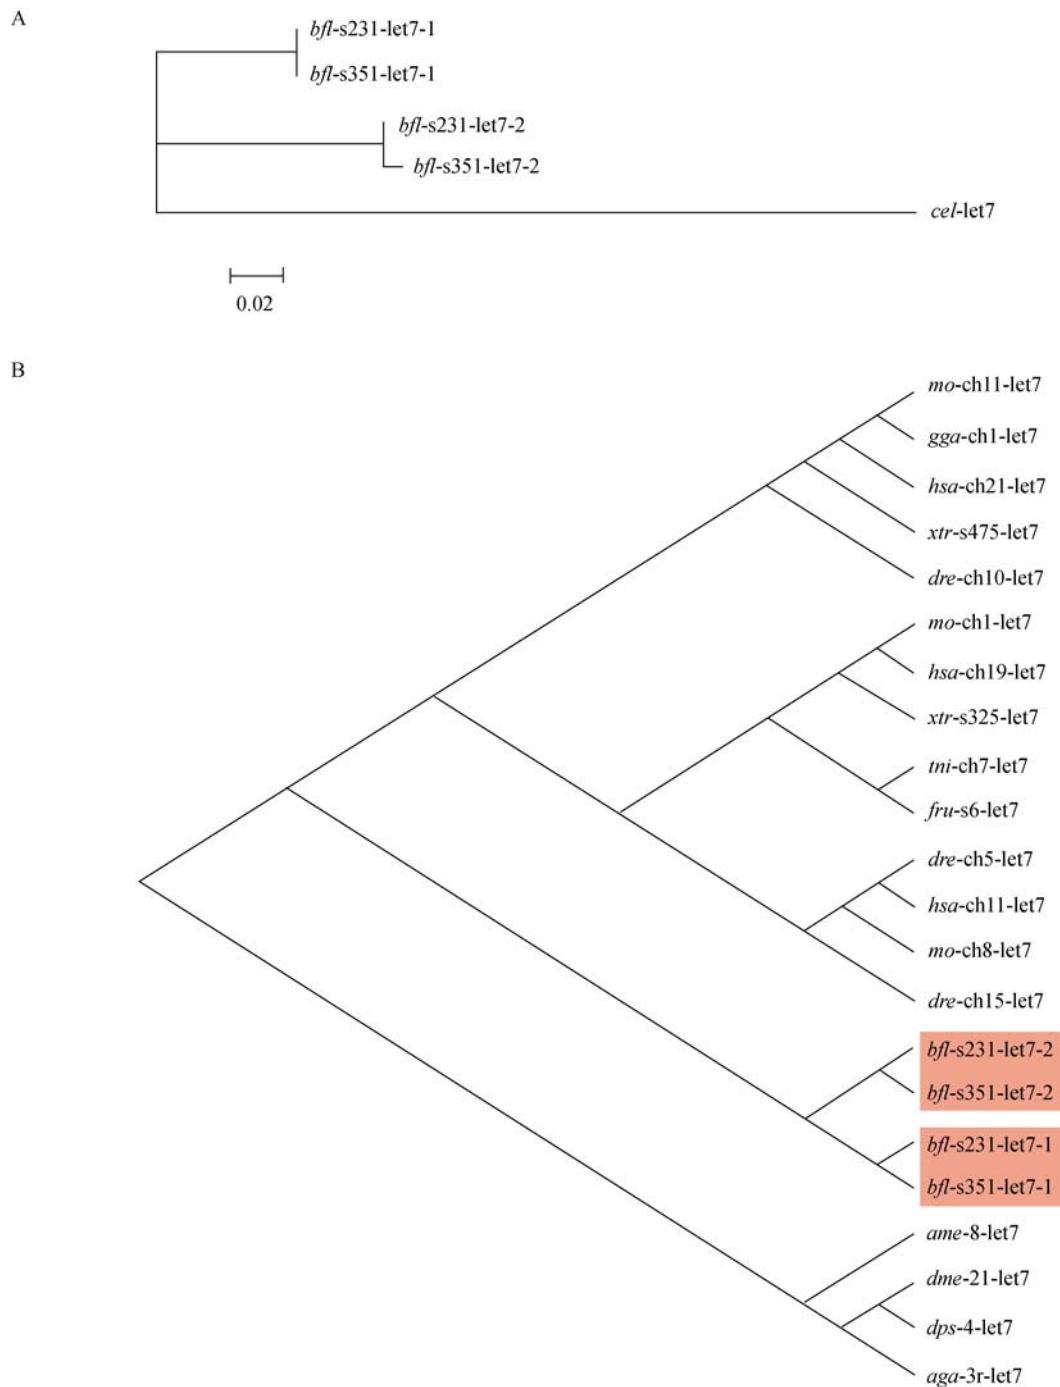 A
bfl-s231-let7-1
bfl-s351-let7-1
bfl-s231-let7-2
bfl-s351-let7-2
cel-let7
0.02
B
mo-ch11-let7
gga-ch1-let7
hsa-ch21-let7
xtr-s475-let7
dre-ch10-let7
mo-ch1-let7
hsa-ch19-let7
xtr-s325-let7
tni-ch7-let7
fru-s6-let7
dre-ch5-let7
hsa-ch11-let7
mo-ch8-let7
dre-ch15-let7
bfl-s231-let7-2
bfl-s351-let7-2
bfl-s231-let7-1
bfl-s351-let7-1
ame-8-let7
dme-21-let7
dps-4-let7
aga-3r-let7